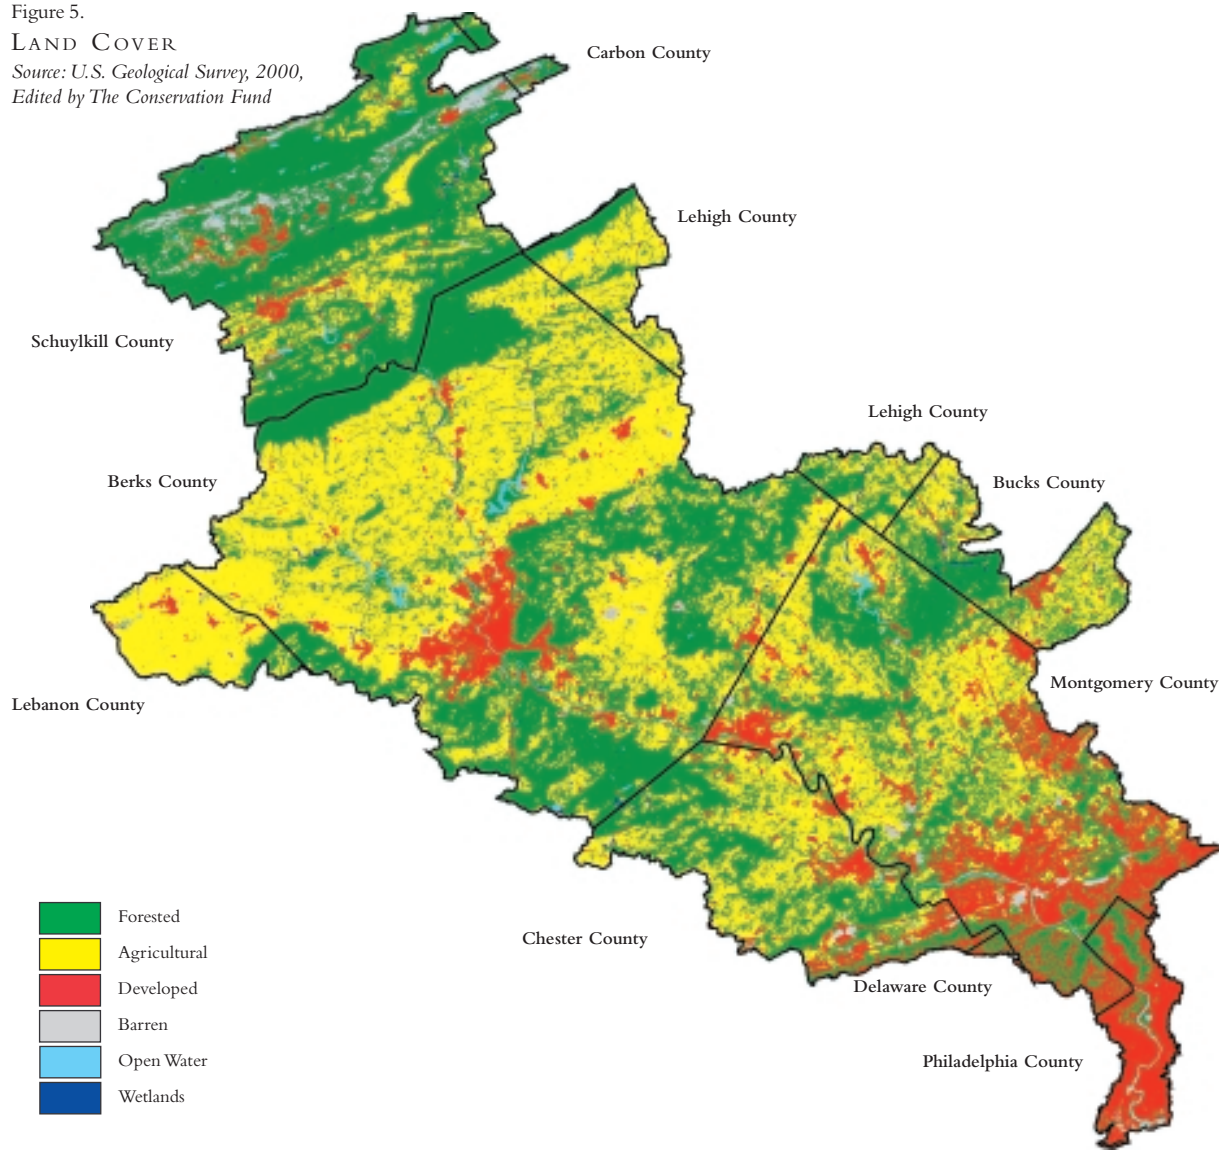 Figure 5.
LAND COVER
Source: U.S. Geological Survey, 2000,
Edited by The Conservation Fund
Carbon County
Lehigh County
Schuylkill County
Lehigh County
Berks County
Bucks County
Montgomery County
Lebanon County
Chester County
Delaware County
Philadelphia County
Forested
Agricultural
Developed
Barren
Open Water
Wetlands